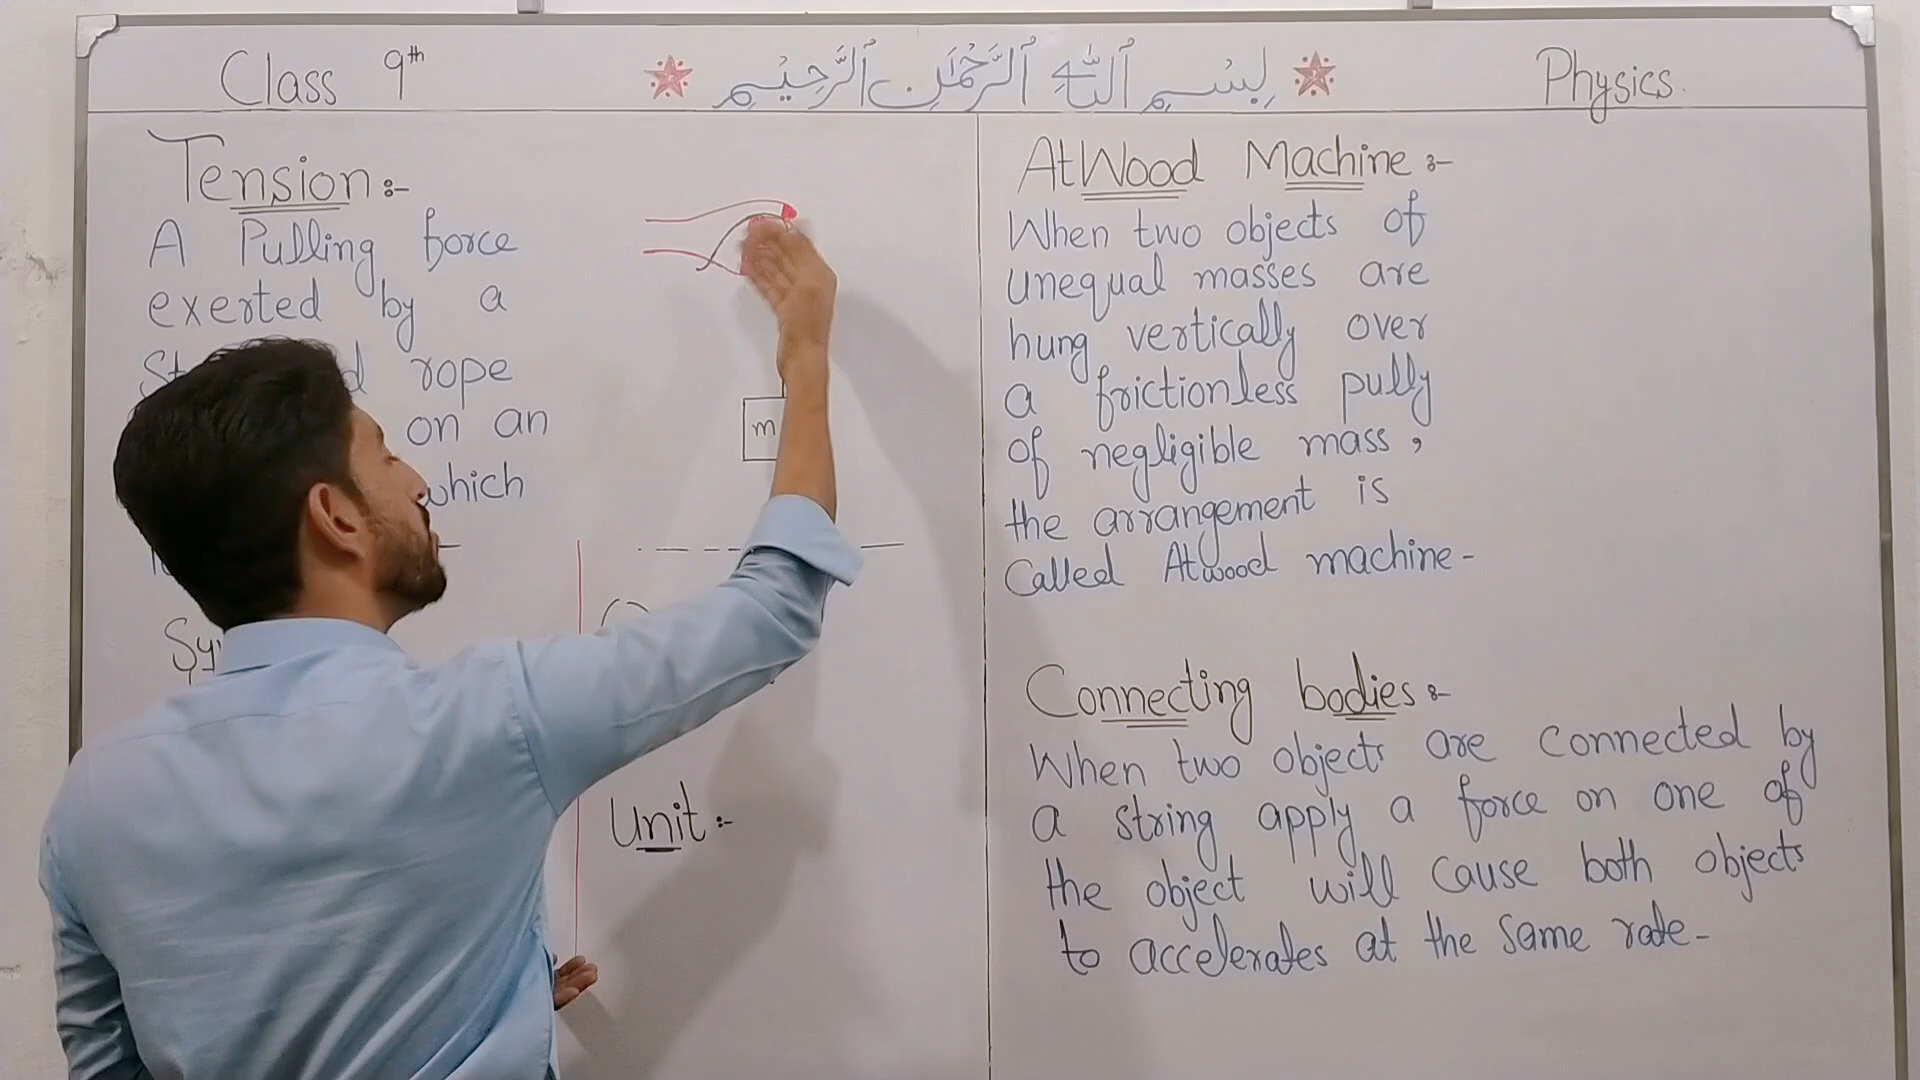 Class 9th
بِسْمِ ٱللَّٰهِ ٱلرَّحْمَٰنِ ٱلرَّحِيمِ
Physics.
Tension:-
A Pulling force
exerted by a
rope
on an
which
m
Unit:-
AtWood Machine:-
When two objects of
unequal masses are
hung vertically over
a frictionless pully
of negligible mass,
the arrangement is
Called Atwood machine-
Connecting bodies:-
When two objects are connected by
a string apply a force on one of
the object will cause both objects
to accelerates at the same rate-